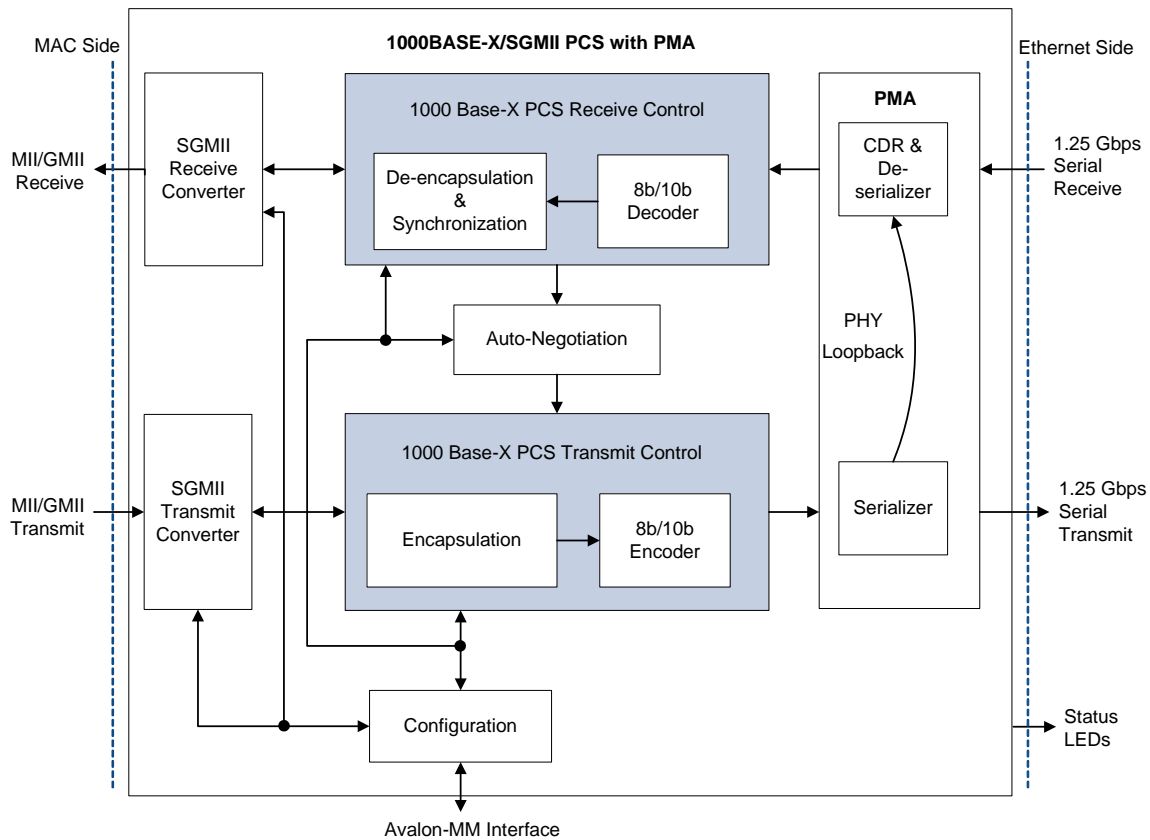 MAC Side
1000BASE-X/SGMII PCS with PMA
Ethernet Side
MII/GMII
Receive
SGMII
Receive
Converter
1000 Base-X PCS Receive Control
De-encapsulation
&
Synchronization
8b/10b
Decoder
PMA
CDR &
De-
serializer
1.25 Gbps
Serial
Receive
Auto-Negotiation
PHY
Loopback
MII/GMII
Transmit
SGMII
Transmit
Converter
1000 Base-X PCS Transmit Control
Encapsulation
8b/10b
Encoder
Serializer
1.25 Gbps
Serial
Transmit
Configuration
Status
LEDs
Avalon-MM Interface